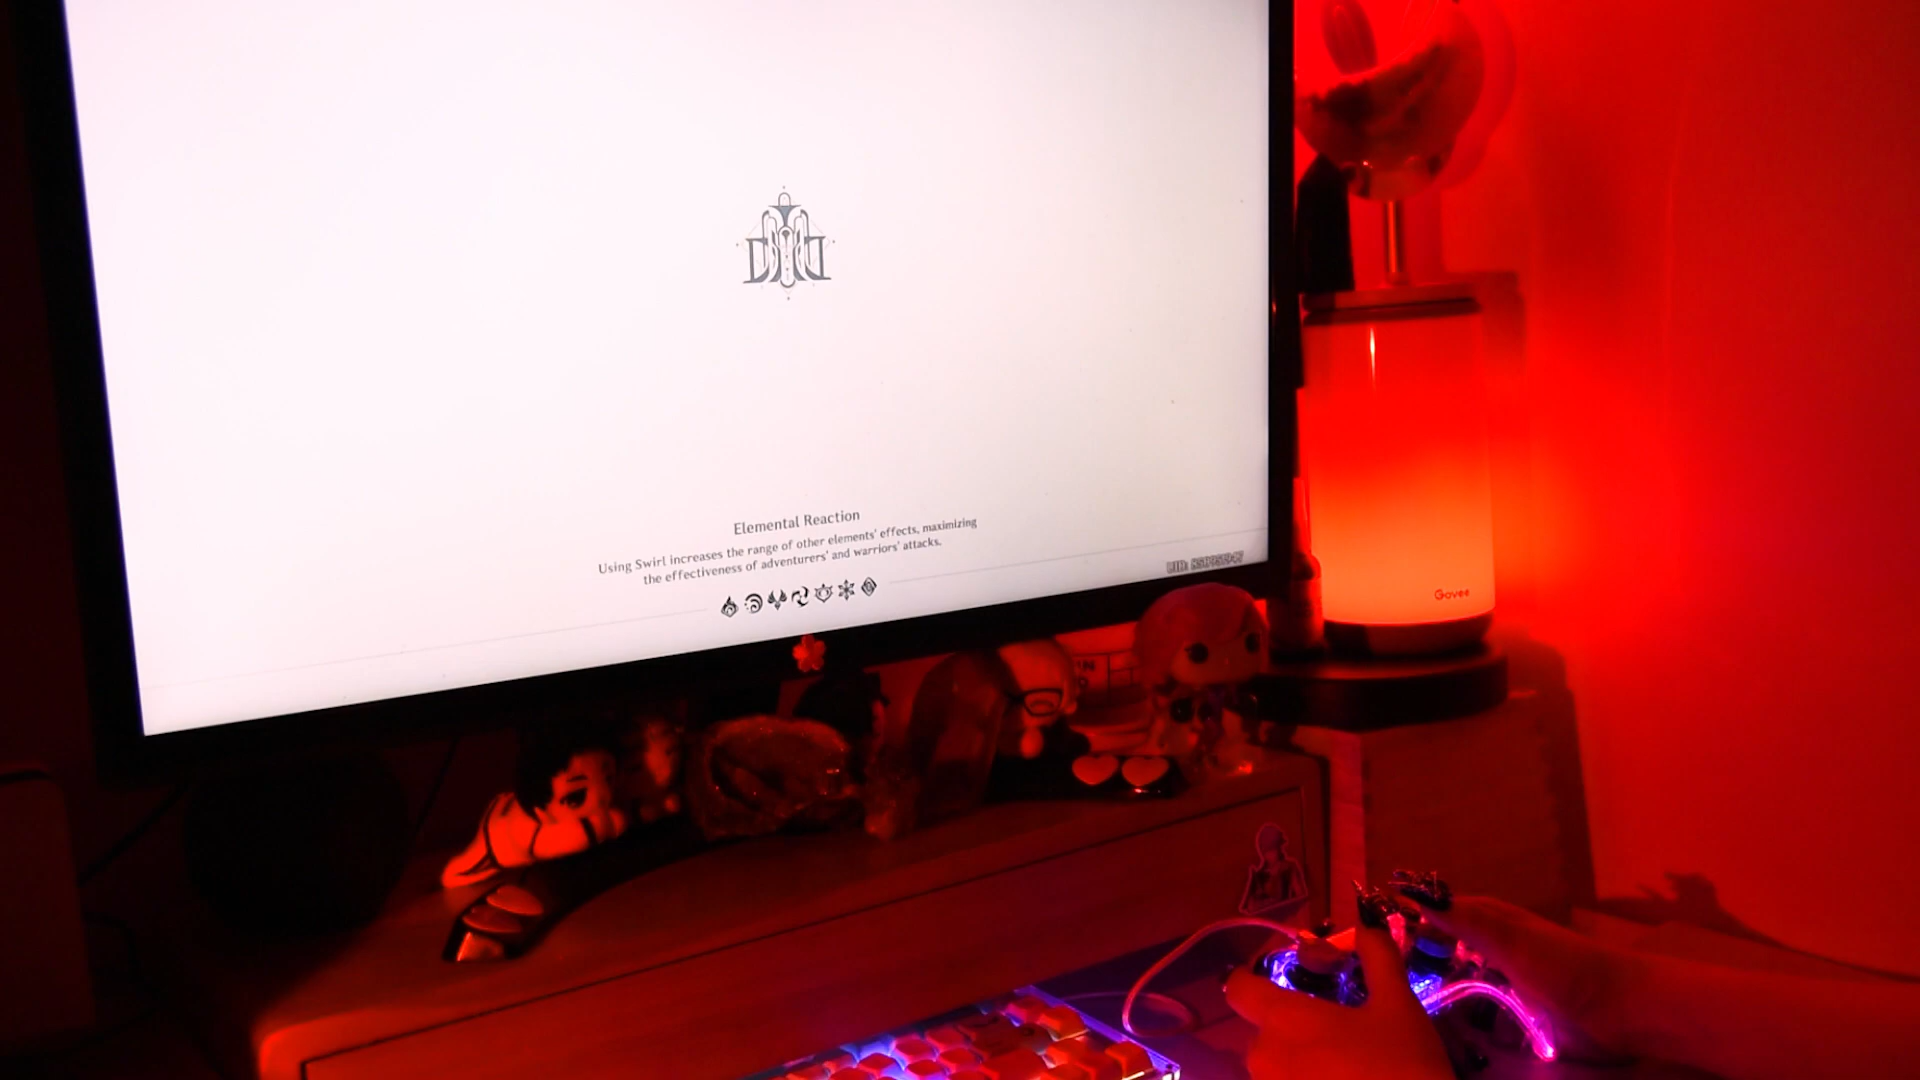 Elemental Reaction
Using Swirl increases the range of other elements' effects, maximizing
the effectiveness of adventurers' and warriors' attacks.
UID:
Govee